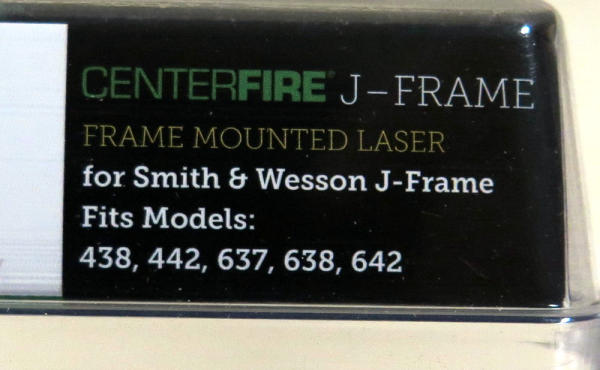 CENTERFIRE® J-FRAME
FRAME MOUNTED LASER
for Smith & Wesson J-Frame
Fits Models:
438, 442, 637, 638, 642